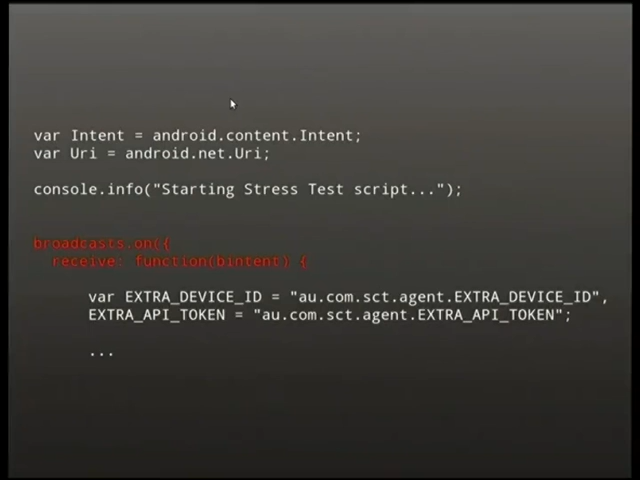 var Intent = android.content.Intent;
var Uri = android.net.Uri;
console.info("Starting Stress Test script...");
broadcasts.on({
receive: function(bintent) {
var EXTRA_DEVICE_ID = "au.com.sct.agent.EXTRA_DEVICE_ID",
EXTRA_API_TOKEN = "au.com.sct.agent.EXTRA_API_TOKEN";
...